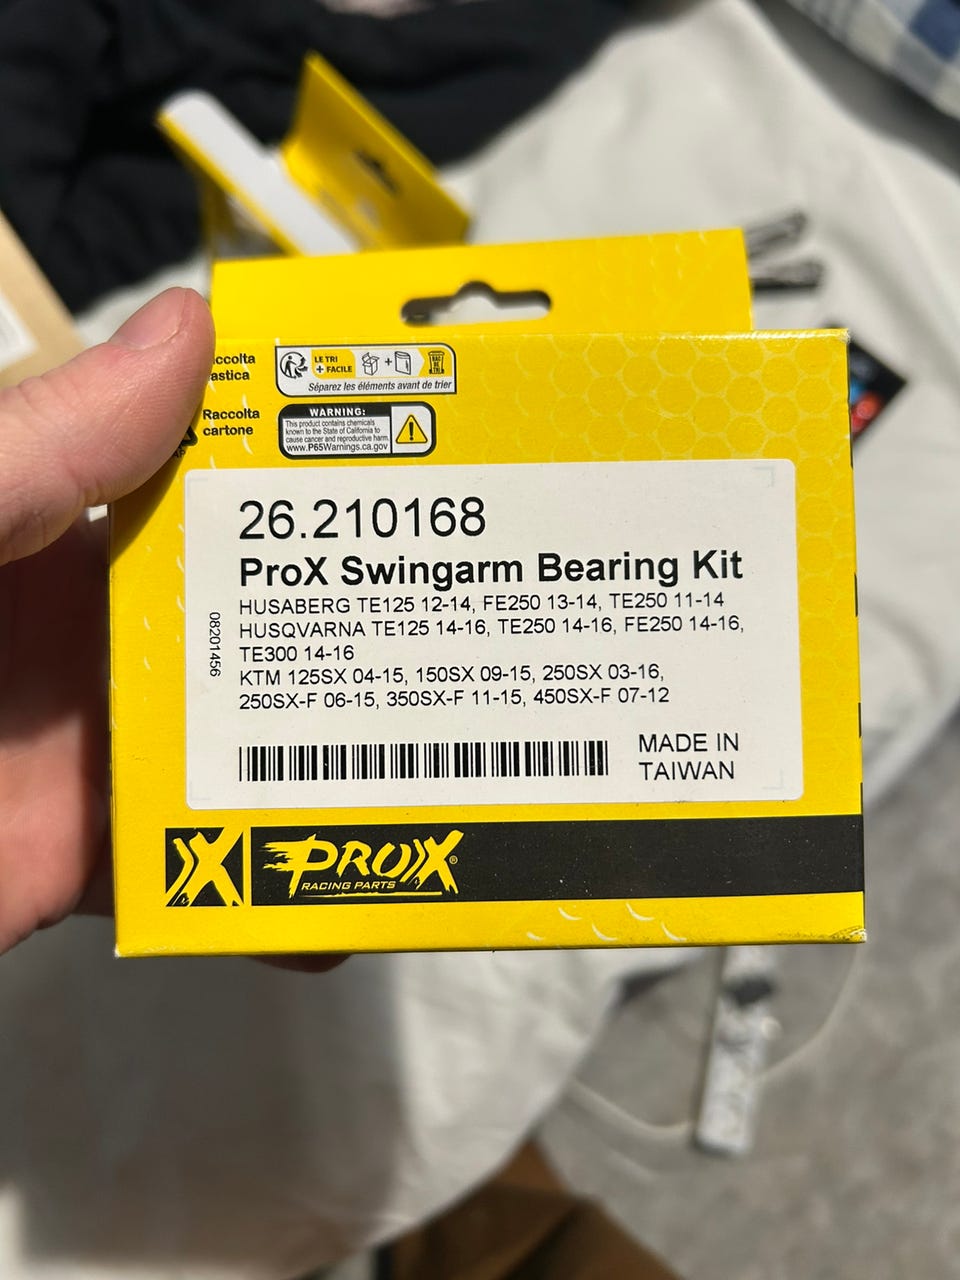 LE TRI
+ FACILE
BAC
DE
TRI
Séparez les éléments avant de trier
Raccolta
cartone
WARNING:
This product contains chemicals
known to the State of California to
cause cancer and reproductive harm.
www.P65Warnings.ca.gov
26.210168
ProX Swingarm Bearing Kit
HUSABERG TE125 12-14, FE250 13-14, TE250 11-14
HUSQVARNA TE125 14-16, TE250 14-16, FE250 14-16,
TE300 14-16
KTM 125SX 04-15, 150SX 09-15, 250SX 03-16,
250SX-F 06-15, 350SX-F 11-15, 450SX-F 07-12
08201456
MADE IN
TAIWAN
X PROX®
RACING PARTS